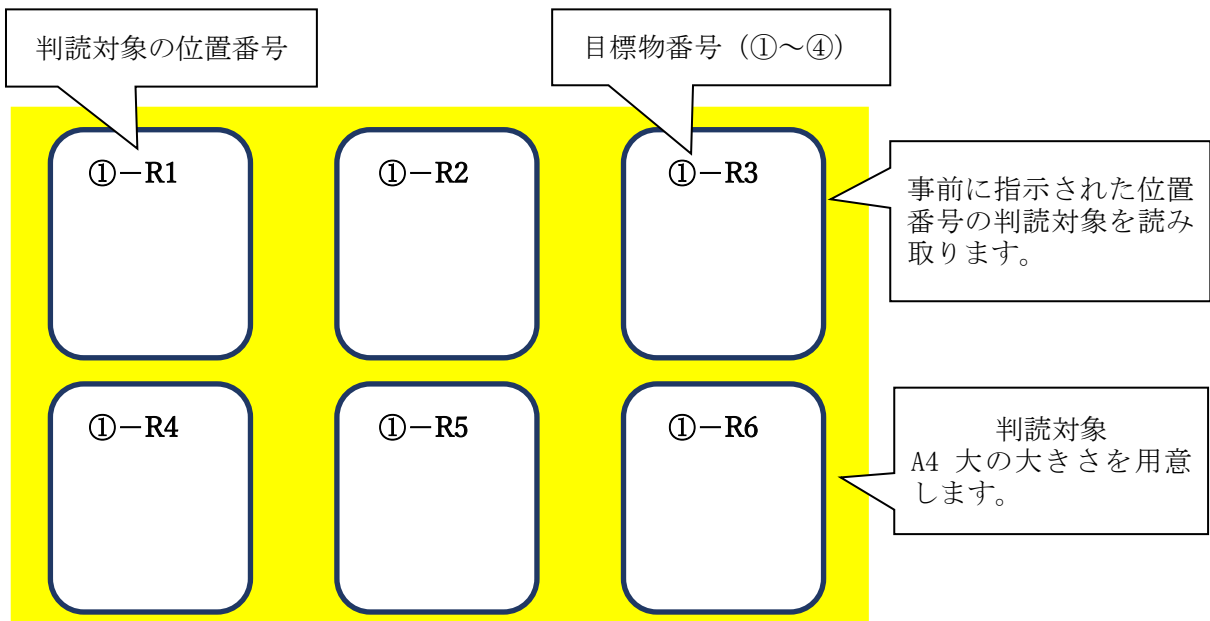 判読対象の位置番号
目標物番号（①～④）
①－R1
①－R2
①－R3
事前に指示された位置
番号の判読対象を読み
取ります。
①－R4
①－R5
①－R6
判読対象
A4 大の大きさを用意
します。